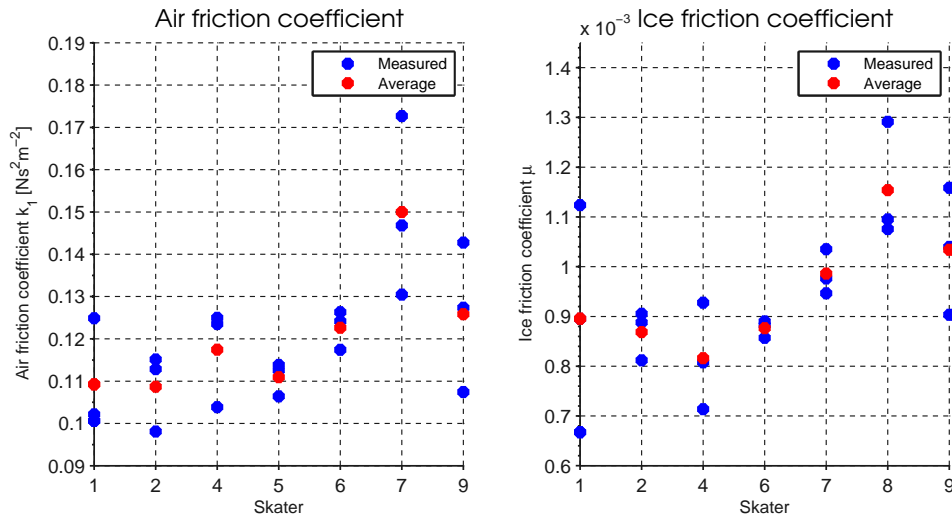 Air friction coefficient
Air friction coefficient k₁ [Ns²m⁻²]
0.19
0.18
0.17
0.16
0.15
0.14
0.13
0.12
0.11
0.1
0.09
Measured
Average
1 2 4 5 6 7 9
Skater
x 10⁻³ Ice friction coefficient
Ice friction coefficient μ
1.4
1.3
1.2
1.1
1
0.9
0.8
0.7
0.6
Measured
Average
1 2 4 6 7 8 9
Skater